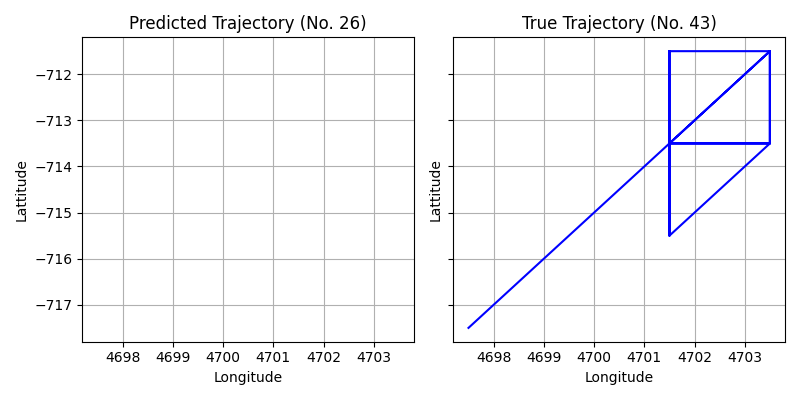 Predicted Trajectory (No. 26)
True Trajectory (No. 43)
−712
−713
−714
−715
−716
−717
Lattitude
Lattitude
4698 4699 4700 4701 4702 4703
4698 4699 4700 4701 4702 4703
Longitude
Longitude